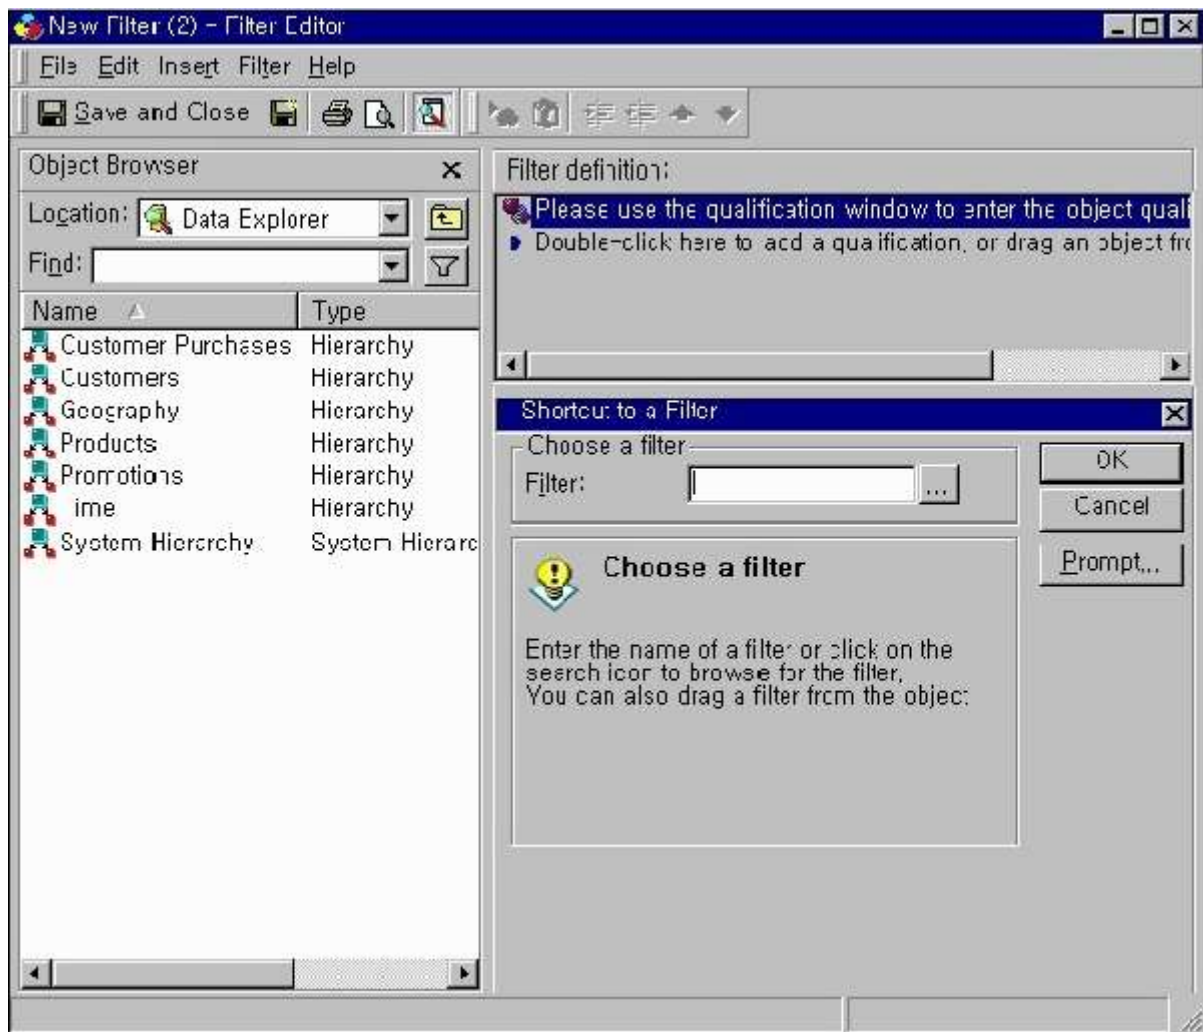 New Filter (2) - Filter Editor
File Edit Insert Filter Help
Save and Close
Object Browser
Location: Data Explorer
Find:
Name Type
Customer Purchases Hierarchy
Customers Hierarchy
Geography Hierarchy
Products Hierarchy
Promotions Hierarchy
ime Hierarchy
System Hierarchy System Hierarc
Filter definition:
Please use the qualification window to enter the object quali
Double-click here to add a qualification, or drag an object fro
Shortcut to a Filter
Choose a filter
Filter: ...
OK
Cancel
Prompt...
Choose a filter
Enter the name of a filter or click on the
search icon to browse for the filter,
You can also drag a filter from the object